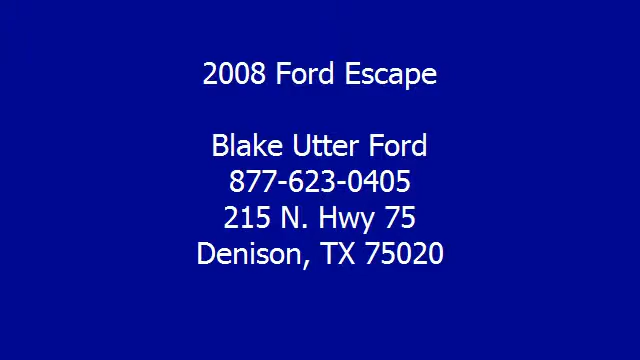 2008 Ford Escape
Blake Utter Ford
877-623-0405
215 N. Hwy 75
Denison, TX 75020